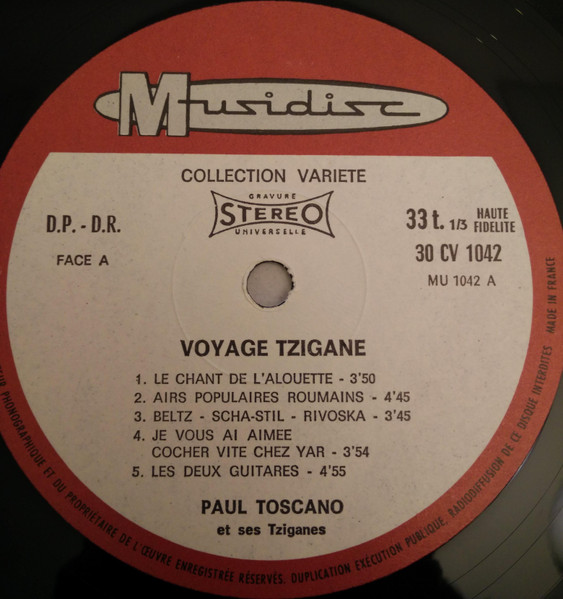 Musidisc
COLLECTION VARIETE
GRAVURE
STEREO
UNIVERSELLE
D.P. - D.R.
FACE A
33 t. 1/3 HAUTE FIDELITE
30 CV 1042
MU 1042 A
VOYAGE TZIGANE
1. LE CHANT DE L'ALOUETTE - 3'50
2. AIRS POPULAIRES ROUMAINS - 4'45
3. BELTZ - SCHA-STIL - RIVOSKA - 3'45
4. JE VOUS AI AIMEE
COCHER VITE CHEZ YAR - 3'54
5. LES DEUX GUITARES - 4'55
PAUL TOSCANO
et ses Tziganes
PHONOGRAPHIQUE ET DU PROPRIETAIRE DE L'ŒUVRE ENREGISTRÉE RÉSERVÉS. DUPLICATION EXÉCUTION PUBLIQUE. RADIODIFFUSION DE CE DISQUE INTERDITES MADE IN FRANCE